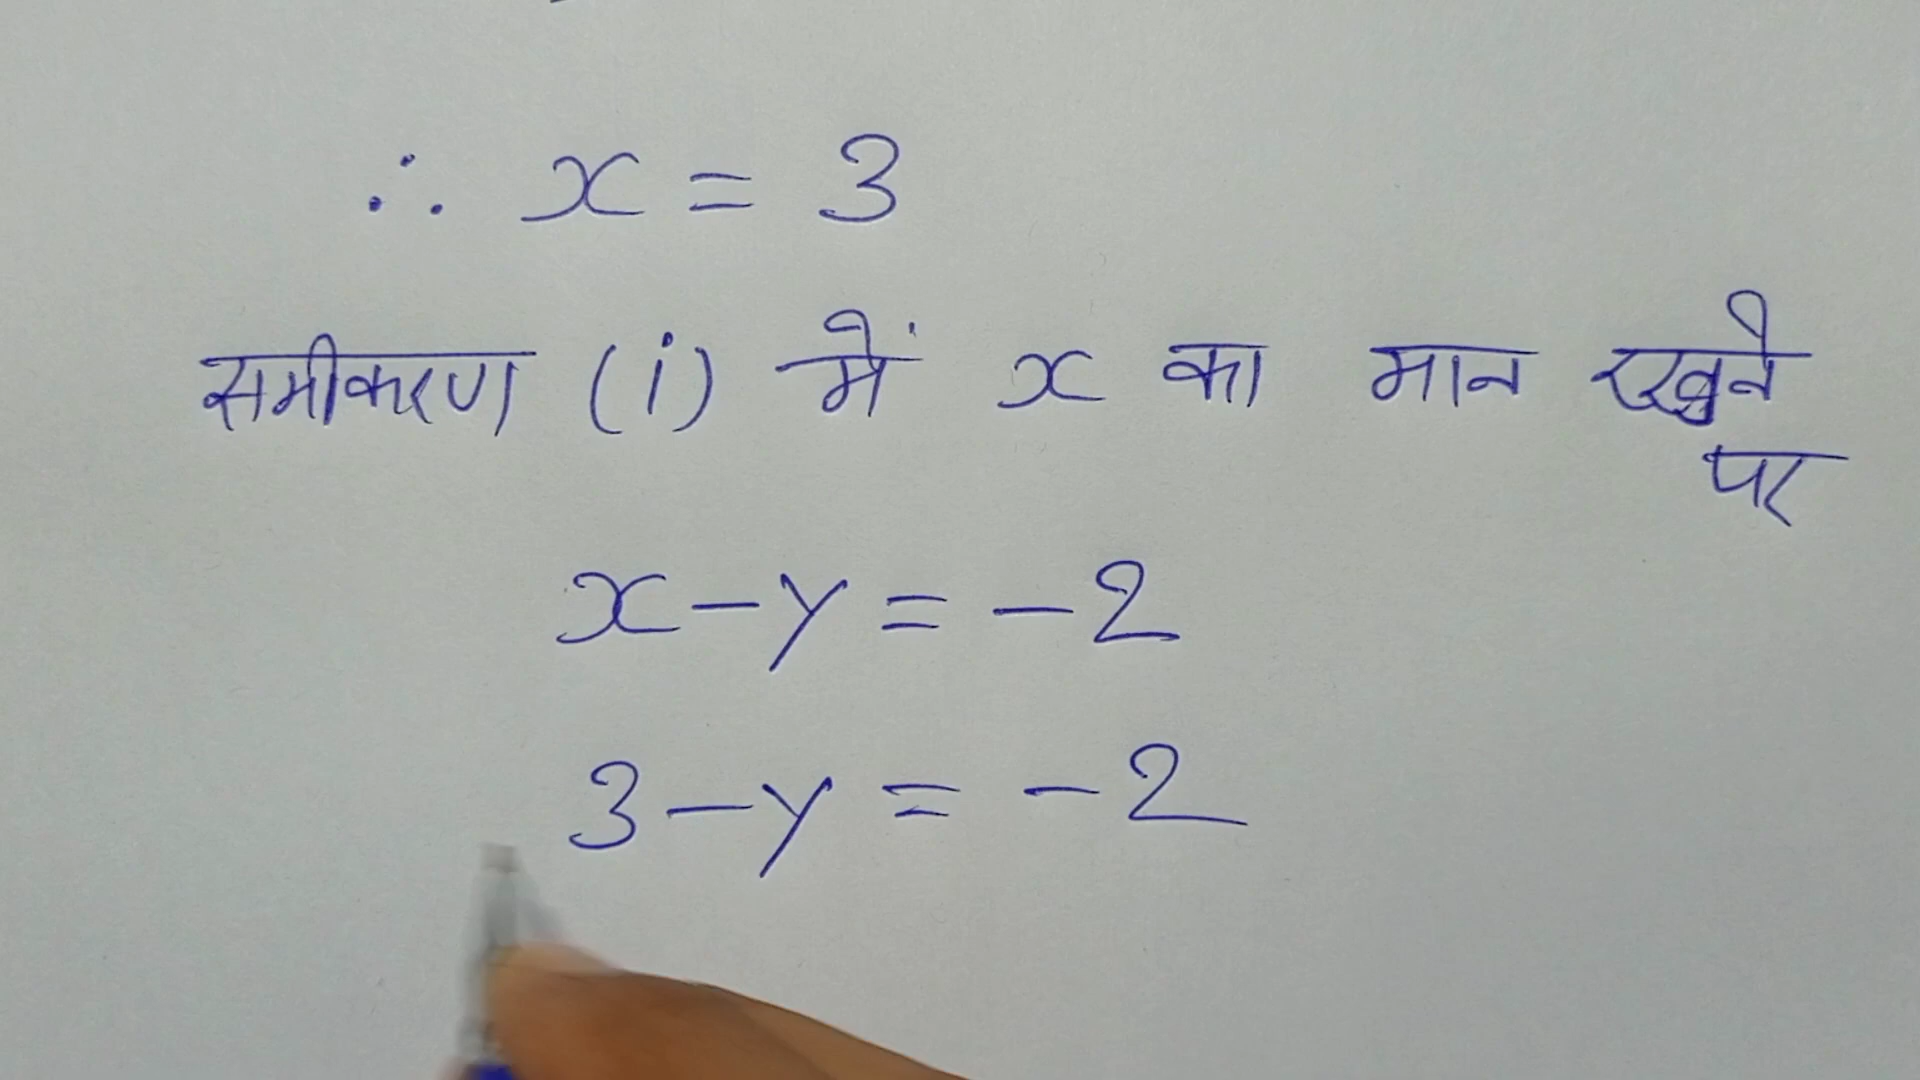 ∴ x = 3
समीकरण (i) में x का मान रखने
पर
x - y = - 2
3 - y = - 2